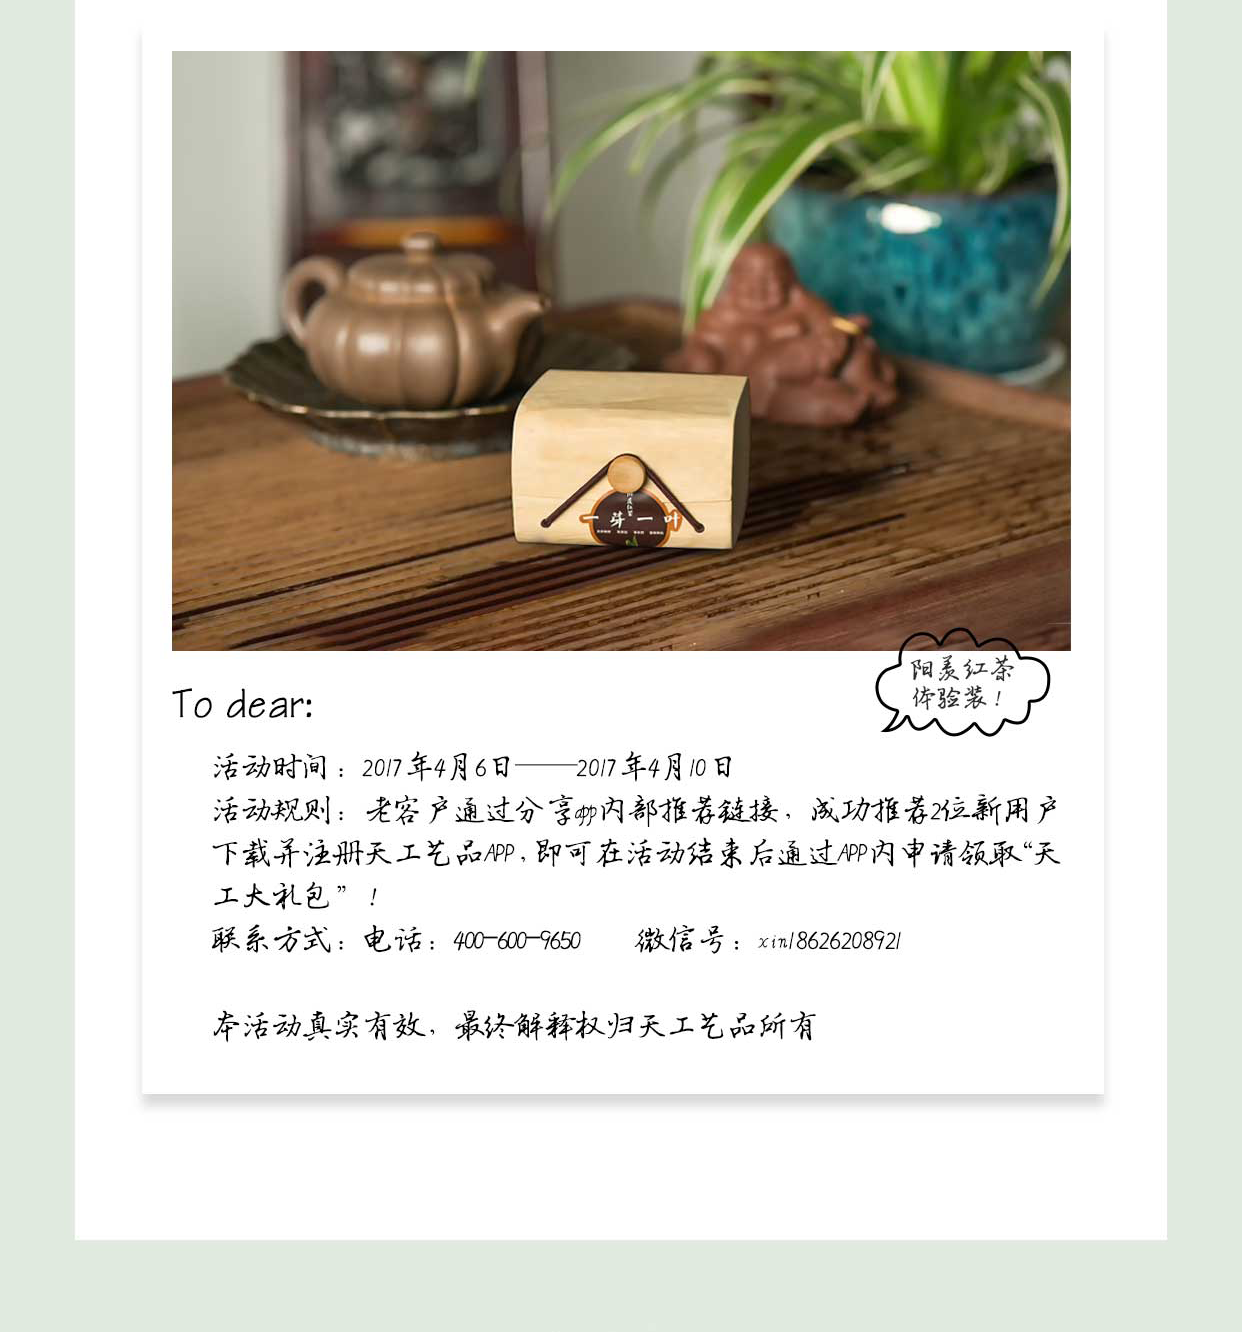 一芽一叶
阳羡红茶
体验装!
To dear:
活动时间:2017年4月6日——2017年4月10日
活动规则:老客户通过分享app内部推荐链接,成功推荐2位新用户
下载并注册天工艺品APP,即可在活动结束后通过APP内申请领取“天
工大礼包”!
联系方式:电话:400-600-9650 微信号:xin18626208921
本活动真实有效,最终解释权归天工艺品所有